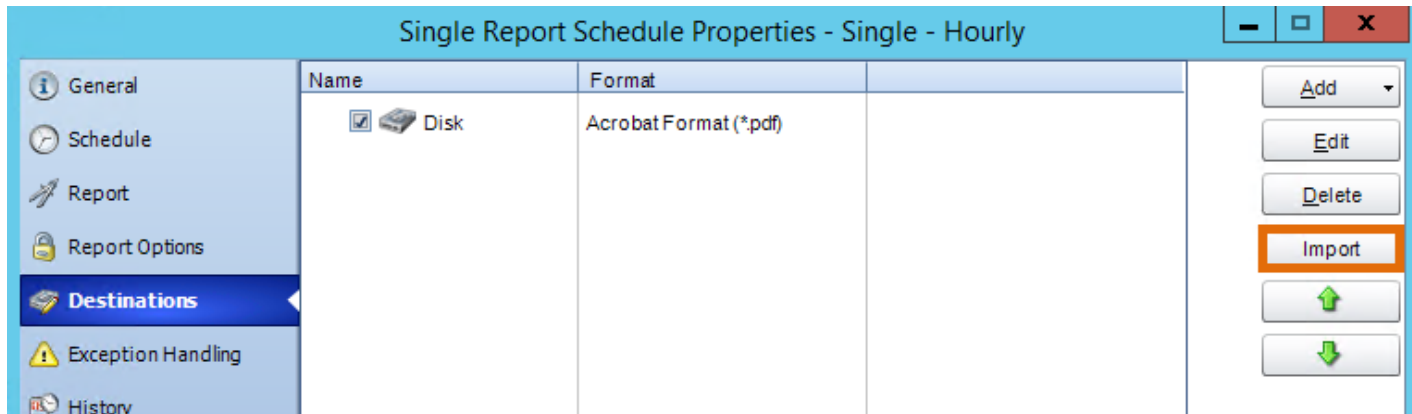 Single Report Schedule Properties - Single - Hourly
General
Schedule
Report
Report Options
Destinations
Exception Handling
History
Name Format
Disk Acrobat Format (*.pdf)
Add
Edit
Delete
Import